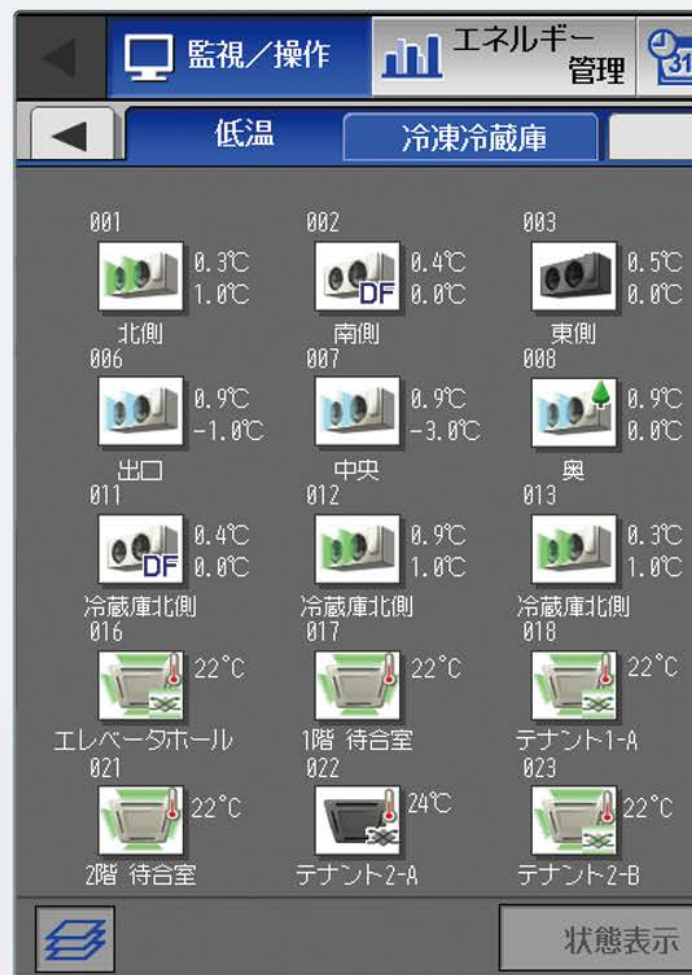 監視／操作
エネルギー
管理
31
低温
冷凍冷蔵庫
001
002
003
0.3℃
0.4℃
0.5℃
1.0℃
DF
0.0℃
0.0℃
北側
南側
東側
006
007
008
0.9℃
0.9℃
0.9℃
-1.0℃
-3.0℃
0.0℃
出口
中央
奥
011
012
013
0.4℃
0.9℃
0.3℃
DF
0.0℃
1.0℃
1.0℃
冷蔵庫北側
冷蔵庫北側
冷蔵庫北側
016
017
018
22°C
22°C
22°C
エレベータホール
1階 待合室
テナント1-A
021
022
023
22°C
24℃
22°C
2階 待合室
テナント2-A
テナント2-B
状態表示